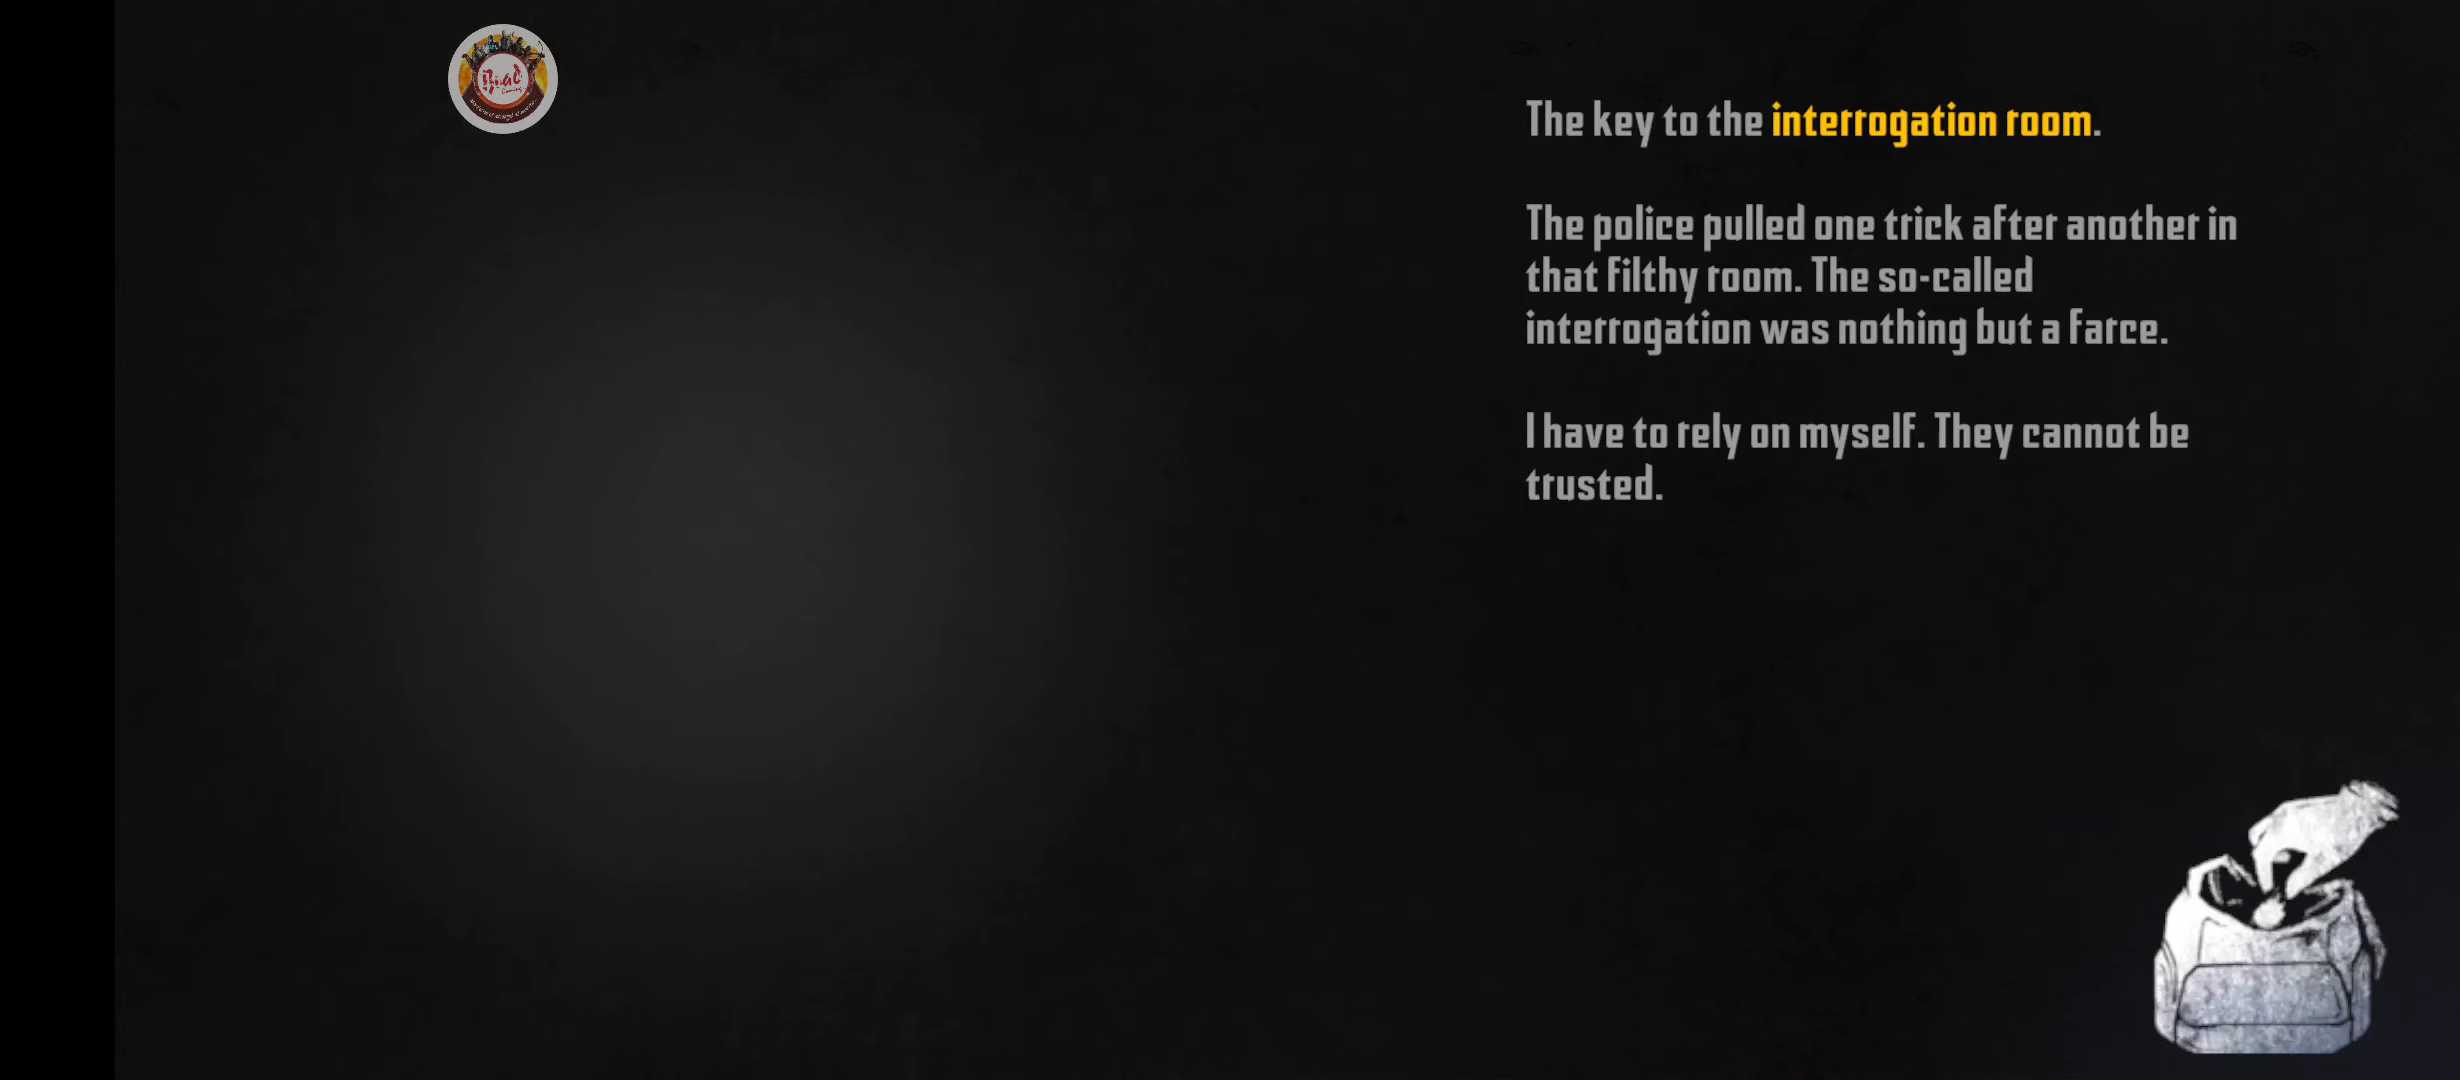 The key to the interrogation room.
The police pulled one trick after another in
that filthy room. The so-called
interrogation was nothing but a farce.
I have to rely on myself. They cannot be
trusted.